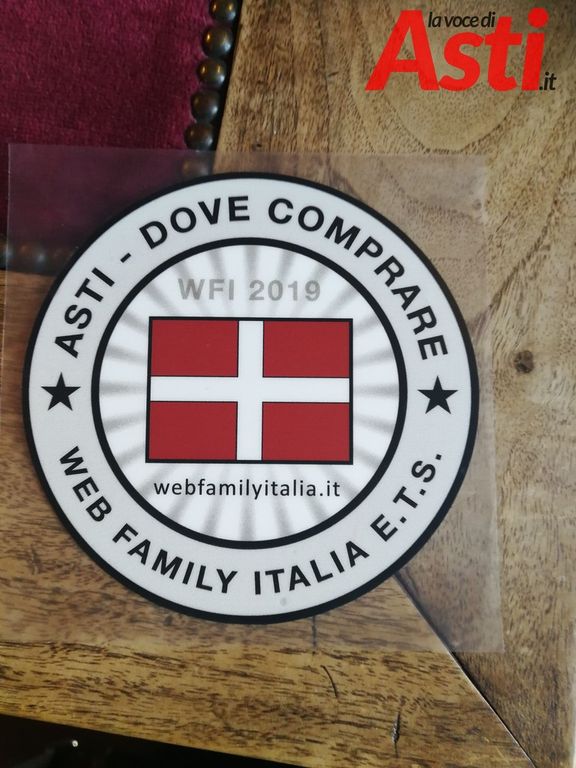 la voce di
Asti.it
ASTI - DOVE COMPRARE
WFI 2019
webfamilyitalia.it
WEB FAMILY ITALIA E.T.S.